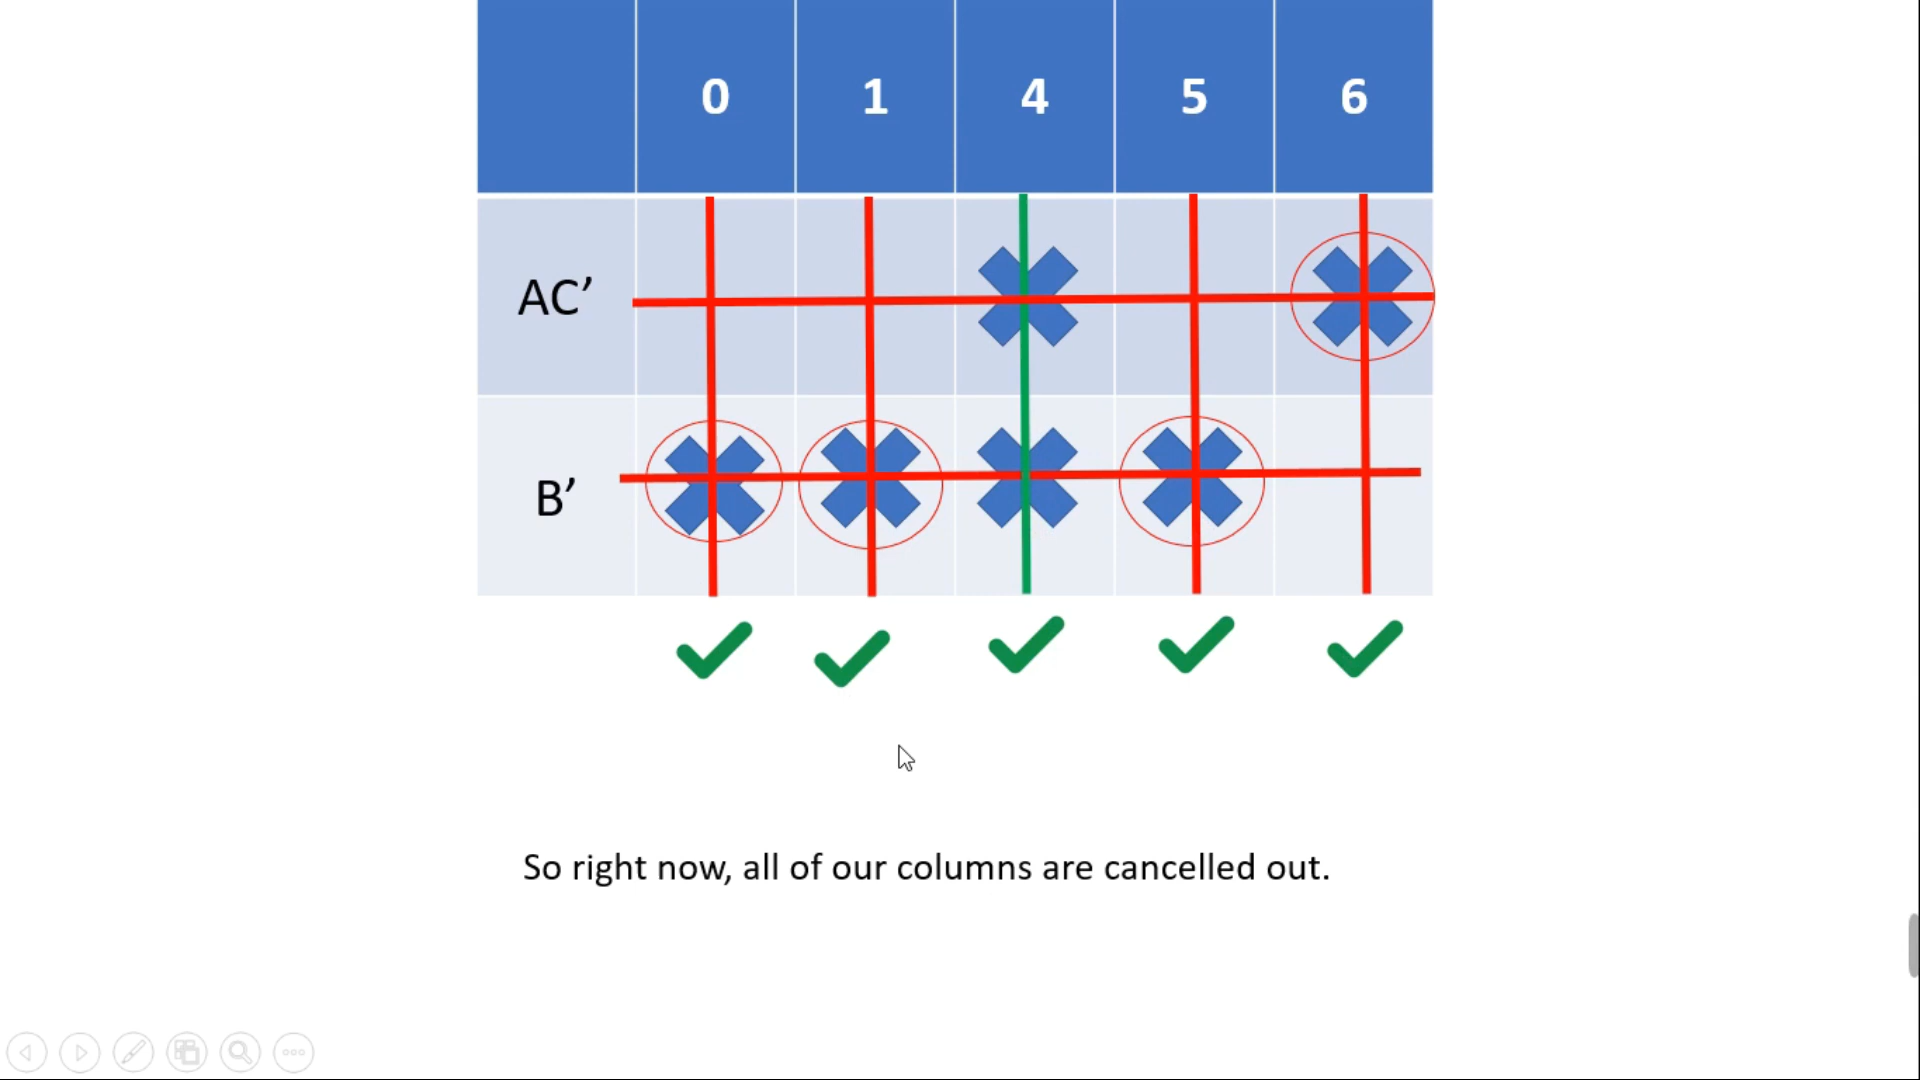 0 1 4 5 6
AC’
B’
So right now, all of our columns are cancelled out.